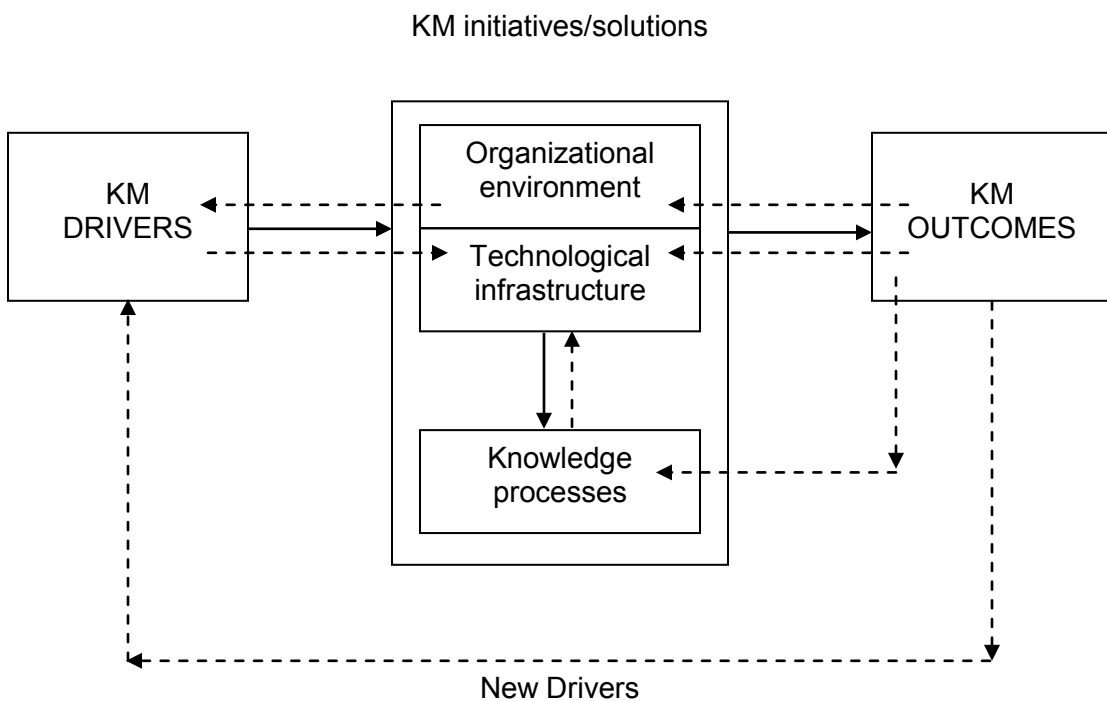 KM initiatives/solutions
KM
DRIVERS
Organizational
environment
Technological
infrastructure
Knowledge
processes
KM
OUTCOMES
New Drivers